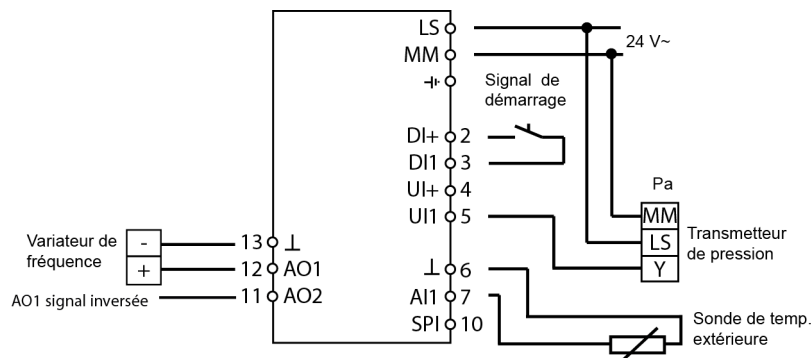 LS
24 V~
MM
Signal de
démarrage
DI+ 2
DI1 3
UI+ 4
Pa
UI1 5
MM
LS
Y
Transmetteur
de pression
Variateur de
fréquence
-
+
13 ⊥
12 AO1
AO1 signal inversée
11 AO2
⊥ 6
AI1 7
SPI 10
Sonde de temp.
extérieure